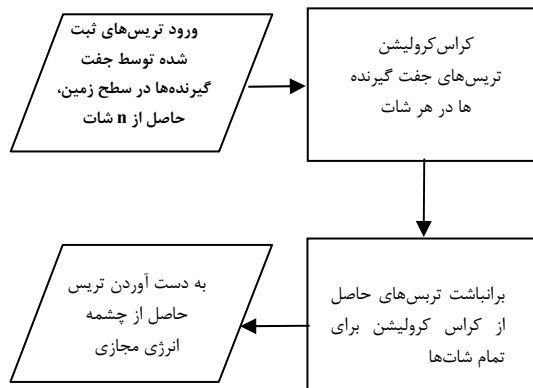 ورود تریس‌های ثبت
شده توسط جفت
گیرنده‌ها در سطح زمین،
حاصل از n شات
کراس‌کرولیشن
تریس‌های جفت گیرنده
ها در هر شات
برانباشت تریس‌های حاصل
از کراس کرولیشن برای
تمام شات‌ها
به دست آوردن تریس
حاصل از چشمه
انرژی مجازی